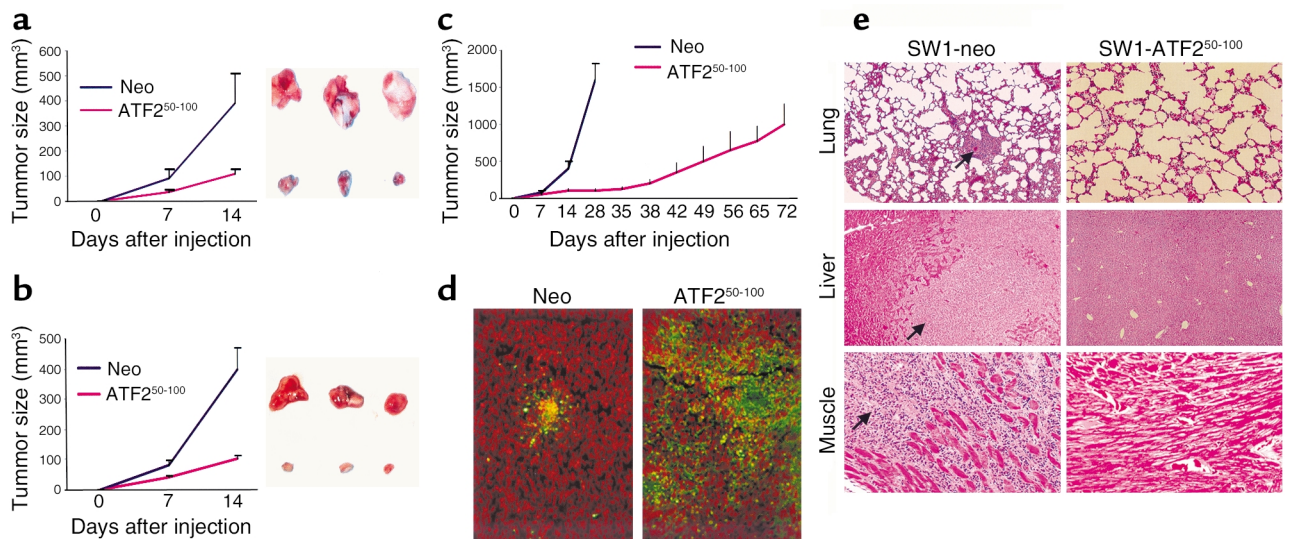 a
600
500
400
300
200
100
0
Tummor size (mm³)
Neo
ATF2⁵⁰⁻¹⁰⁰
0 7 14
Days after injection
b
500
400
300
200
100
0
Tummor size (mm³)
Neo
ATF2⁵⁰⁻¹⁰⁰
0 7 14
Days after injection
c
2000
1500
1000
500
0
Tummor size (mm³)
Neo
ATF2⁵⁰⁻¹⁰⁰
0 7 14 28 35 38 42 49 56 65 72
Days after injection
d
Neo ATF2⁵⁰⁻¹⁰⁰
e
SW1-neo SW1-ATF2⁵⁰⁻¹⁰⁰
Lung
Liver
Muscle